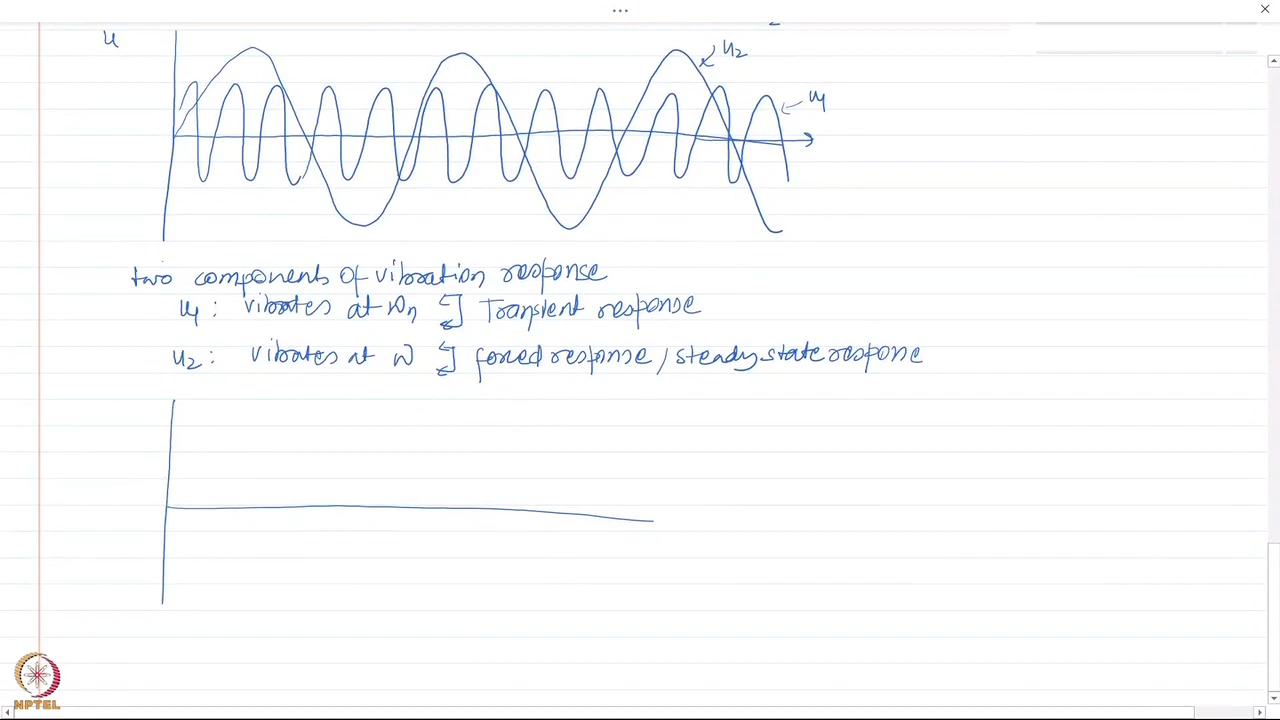 u
u₂
u₁
two components of vibration response
u₁ : vibrates at ωₙ } Transient response
u₂ : vibrates at ω } forced response / steady state response
NPTEL